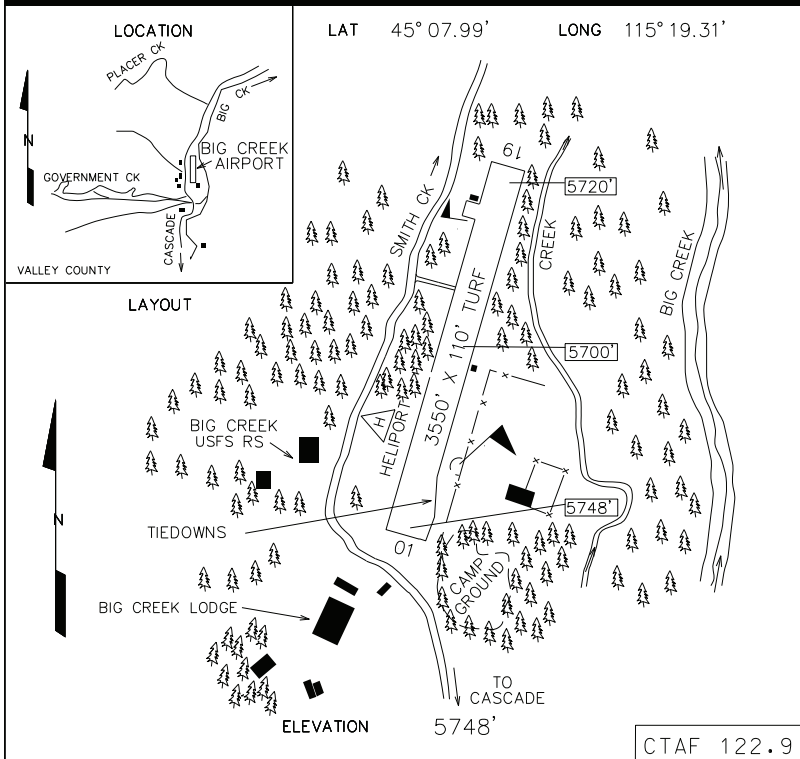 LOCATION
LAT 45° 07.99' LONG 115° 19.31'
PLACER CK
BIG CK
N
BIG CREEK
AIRPORT
GOVERNMENT CK
CASCADE
VALLEY COUNTY
LAYOUT
19
5720'
SMITH CK
CREEK
BIG CREEK
3550' X 110' TURF
5700'
H
HELIPORT
BIG CREEK
USFS RS
N
TIEDOWNS
5748'
01
CAMP
GROUND
BIG CREEK LODGE
TO
CASCADE
ELEVATION 5748'
CTAF 122.9